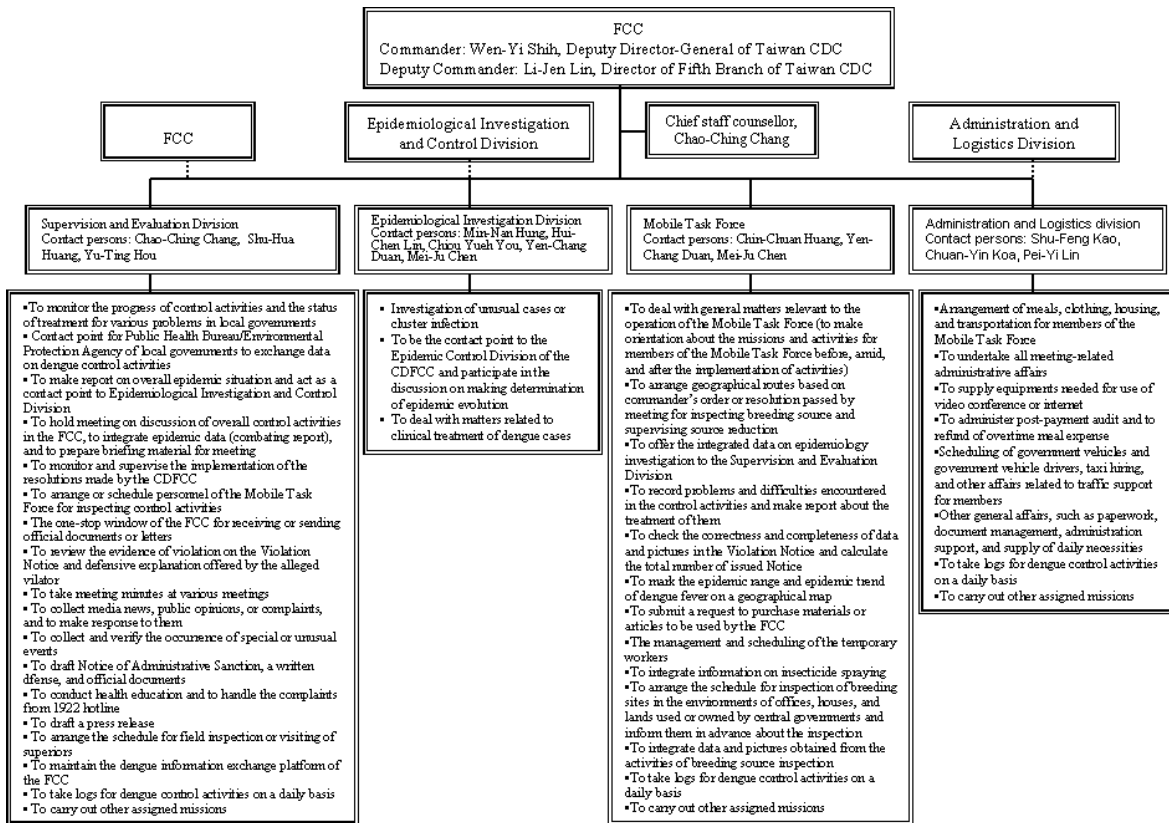 FCC
Commander: Wen-Yi Shih, Deputy Director-General of Taiwan CDC
Deputy Commander: Li-Jen Lin, Director of Fifth Branch of Taiwan CDC
FCC
Epidemiological Investigation
and Control Division
Chief staff counsellor,
Chao-Ching Chang
Administration and
Logistics Division
Supervision and Evaluation Division
Contact persons: Chao-Ching Chang, Shu-Hua
Huang, Yu-Ting Hou
Epidemiological Investigation Division
Contact persons: Min-Nan Hung, Hui-
Chen Lin, Chiou Yueh You, Yen-Chang
Duan, Mei-Ju Chen
Mobile Task Force
Contact persons: Chin-Chuan Huang, Yen-
Chang Duan, Mei-Ju Chen
Administration and Logistics division
Contact persons: Shu-Feng Kao,
Chuan-Yin Koa, Pei-Yi Lin
▪To monitor the progress of control activities and the status
of treatment for various problems in local governments
▪ Contact point for Public Health Bureau/Environmental
Protection Agency of local governments to exchange data
on dengue control activities
▪To make report on overall epidemic situation and act as a
contact point to Epidemiological Investigation and Control
Division
▪To hold meeting on discussion of overall control activities
in the FCC, to integrate epidemic data (combating report),
and to prepare briefing material for meeting
▪To monitor and supervise the implementation of the
resolutions made by the CDFCC
▪To arrange or schedule personnel of the Mobile Task
Force for inspecting control activities
▪The one-stop window of the FCC for receiving or sending
official documents or letters
▪To review the evidence of violation on the Violation
Notice and defensive explanation offered by the alleged
vilator
▪To take meeting minutes at various meetings
▪To collect media news, public opinions, or complaints,
and to make response to them
▪To collect and verify the occurrence of special or unusual
events
▪To draft Notice of Administrative Sanction, a written
dfense, and official documents
▪To conduct health education and to handle the complaints
from 1922 hotline
▪To draft a press release
▪To arrange the schedule for field inspection or visiting of
superiors
▪To maintain the dengue information exchange platform of
the FCC
▪To take logs for dengue control activities on a daily basis
▪To carry out other assigned missions
▪ Investigation of unusual cases or
cluster infection
▪ To be the contact point to the
Epidemic Control Division of the
CDFCC and participate in the
discussion on making determination
of epidemic evolution
▪ To deal with matters related to
clinical treatment of dengue cases
▪To deal with general matters relevant to the
operation of the Mobile Task Force (to make
orientation about the missions and activities for
members of the Mobile Task Force before, amid,
and after the implementation of activities)
▪To arrange geographical routes based on
commander's order or resolution passed by
meeting for inspecting breeding source and
supervising source reduction
▪To offer the integrated data on epidemiology
investigation to the Supervision and Evaluation
Division
▪To record problems and difficulties encountered
in the control activities and make report about the
treatment of them
▪To check the correctness and completeness of data
and pictures in the Violation Notice and calculate
the total number of issued Notice
▪To mark the epidemic range and epidemic trend
of dengue fever on a geographical map
▪To submit a request to purchase materials or
articles to be used by the FCC
▪The management and scheduling of the temporary
workers
▪To integrate information on insecticide spraying
▪To arrange the schedule for inspection of breeding
sites in the environments of offices, houses, and
lands used or owned by central governments and
inform them in advance about the inspection
▪To integrate data and pictures obtained from the
activities of breeding source inspection
▪To take logs for dengue control activities on a
daily basis
▪To carry out other assigned missions
▪Arrangement of meals, clothing, housing,
and transportation for members of the
Mobile Task Force
▪To undertake all meeting-related
administrative affairs
▪To supply equipments needed for use of
video conference or internet
▪To administer post-payment audit and to
refund of overtime meal expense
▪Scheduling of government vehicles and
government vehicle drivers, taxi hiring,
and other affairs related to traffic support
for members
▪Other general affairs, such as paperwork,
document management, administration
support, and supply of daily necessities
▪To take logs for dengue control activities
on a daily basis
▪To carry out other assigned missions